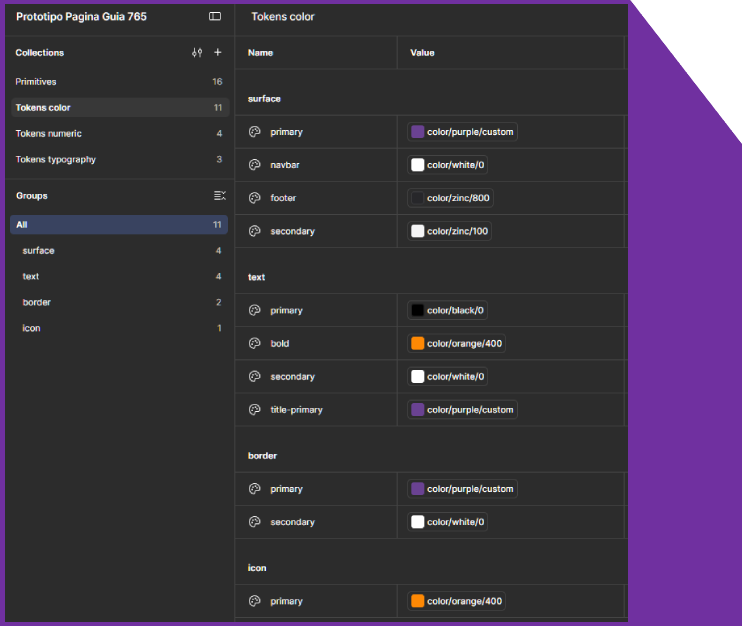 Prototipo Pagina Guia 765
Collections
Primitives 16
Tokens color 11
Tokens numeric 4
Tokens typography 3
Groups
All 11
surface 4
text 4
border 2
icon 1
Tokens color
Name Value
surface
primary color/purple/custom
navbar color/white/0
footer color/zinc/800
secondary color/zinc/100
text
primary color/black/0
bold color/orange/400
secondary color/white/0
title-primary color/purple/custom
border
primary color/purple/custom
secondary color/white/0
icon
primary color/orange/400